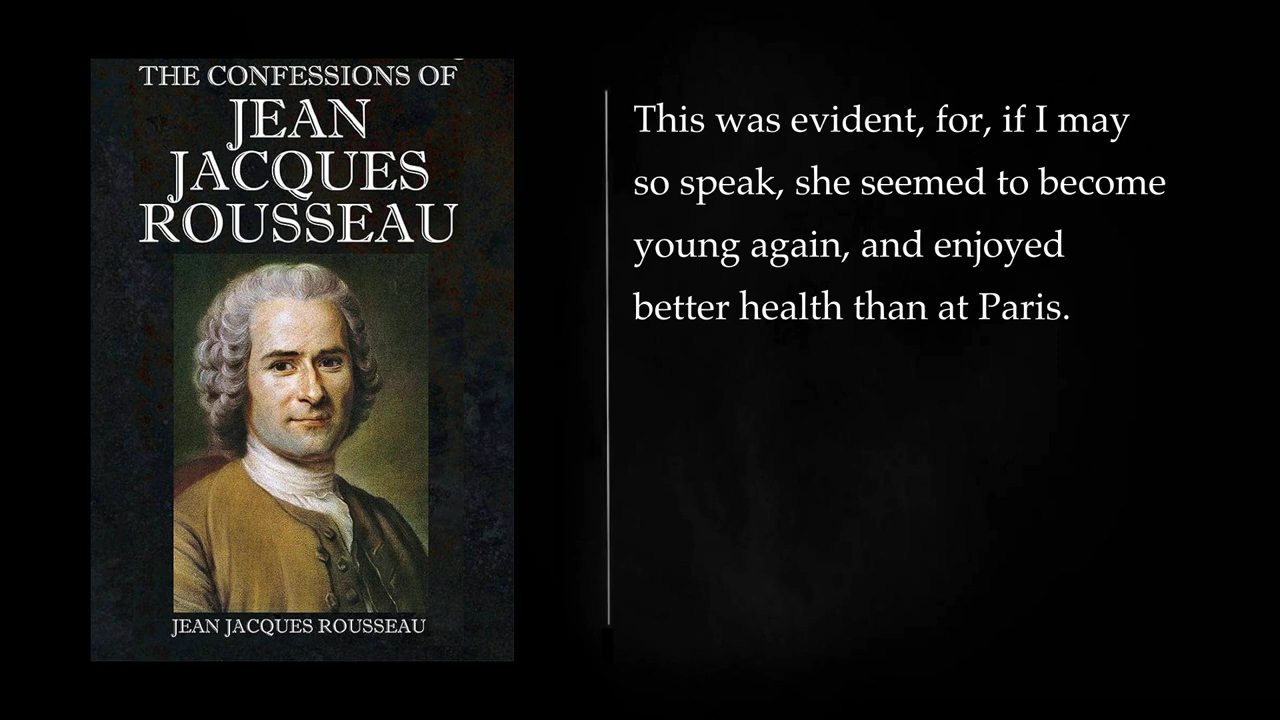 THE CONFESSIONS OF
JEAN
JACQUES
ROUSSEAU
JEAN JACQUES ROUSSEAU
This was evident, for, if I may
so speak, she seemed to become
young again, and enjoyed
better health than at Paris.